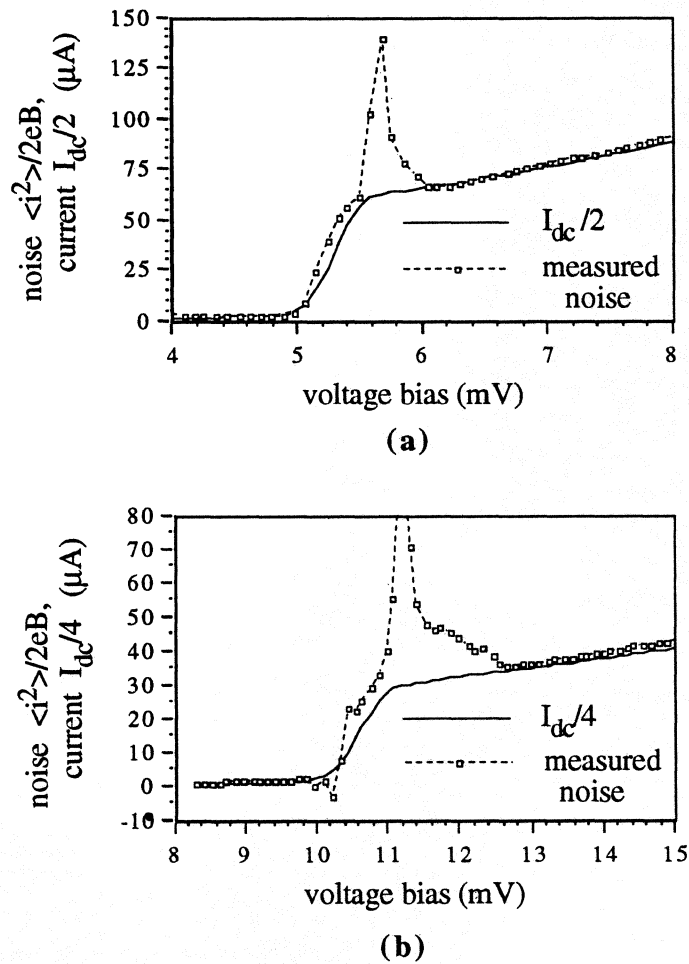 noise <i²>/2eB,
current I_dc/2 (μA)
150
125
100
75
50
25
0
I_dc/2
measured
noise
4 5 6 7 8
voltage bias (mV)
(a)
noise <i²>/2eB,
current I_dc/4 (μA)
80
70
60
50
40
30
20
10
0
-10
I_dc/4
measured
noise
8 9 10 11 12 13 14 15
voltage bias (mV)
(b)